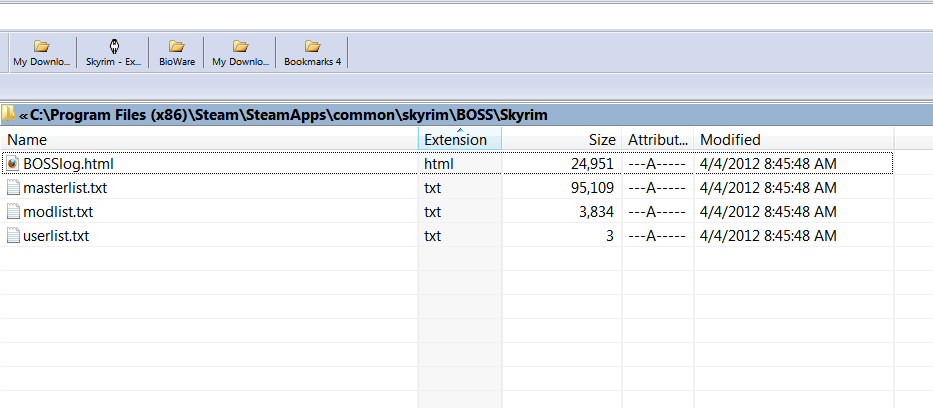 My Downlo... Skyrim - Ex... BioWare My Downlo... Bookmarks 4
« C:\Program Files (x86)\Steam\SteamApps\common\skyrim\BOSS\Skyrim
Name Extension Size Attribut... Modified
BOSSlog.html html 24,951 ---A----- 4/4/2012 8:45:48 AM
masterlist.txt txt 95,109 ---A----- 4/4/2012 8:45:48 AM
modlist.txt txt 3,834 ---A----- 4/4/2012 8:45:48 AM
userlist.txt txt 3 ---A----- 4/4/2012 8:45:48 AM